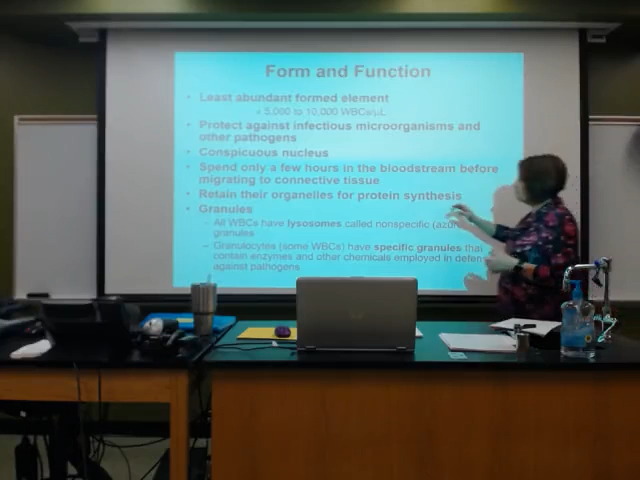 Form and Function
• Least abundant formed element
• 5,000 to 10,000 WBCs/µL
• Protect against infectious microorganisms and
other pathogens
• Conspicuous nucleus
• Spend only a few hours in the bloodstream before
migrating to connective tissue
• Retain their organelles for protein synthesis
• Granules
– All WBCs have lysosomes called nonspecific
granules
– Granulocytes (some WBCs) have specific granules that
contain enzymes and other chemicals employed in
against pathogens